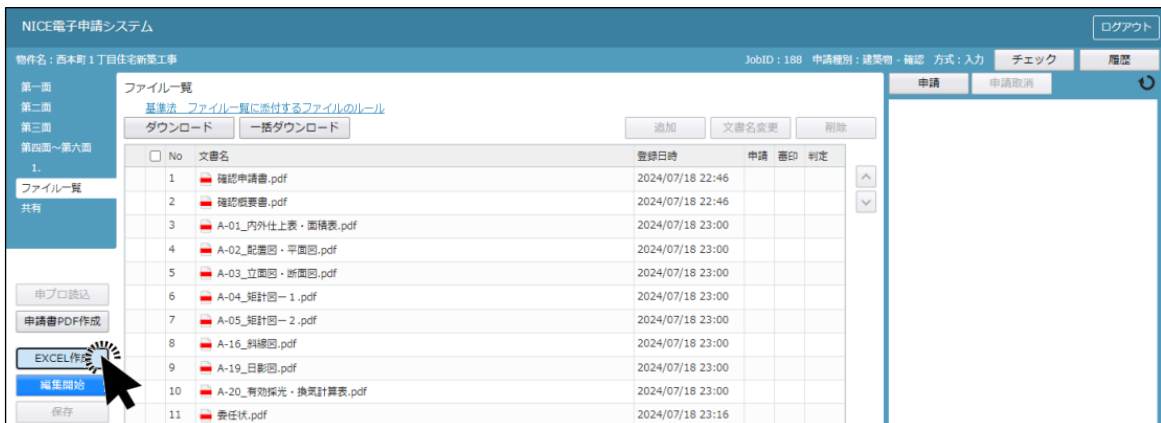 NICE電子申請システム
ログアウト
物件名：西本町１丁目住宅新築工事
JobID：188 申請種別：建築物 - 確認 方式：入力
チェック
履歴
第一面
第二面
第三面
第四面～第六面
1.
ファイル一覧
共有
申プロ読込
申請書PDF作成
EXCEL作
編集開始
保存
ファイル一覧
基準法 ファイル一覧に添付するファイルのルール
ダウンロード 一括ダウンロード 追加 文書名変更 削除
No 文書名 登録日時 申請 審印 判定
1 確認申請書.pdf 2024/07/18 22:46
2 確認概要書.pdf 2024/07/18 22:46
3 A-01_内外仕上表・面積表.pdf 2024/07/18 23:00
4 A-02_配置図・平面図.pdf 2024/07/18 23:00
5 A-03_立面図・断面図.pdf 2024/07/18 23:00
6 A-04_矩計図－１.pdf 2024/07/18 23:00
7 A-05_矩計図－２.pdf 2024/07/18 23:00
8 A-16_斜線図.pdf 2024/07/18 23:00
9 A-19_日影図.pdf 2024/07/18 23:00
10 A-20_有効採光・換気計算表.pdf 2024/07/18 23:00
11 委任状.pdf 2024/07/18 23:16
申請 申請取消